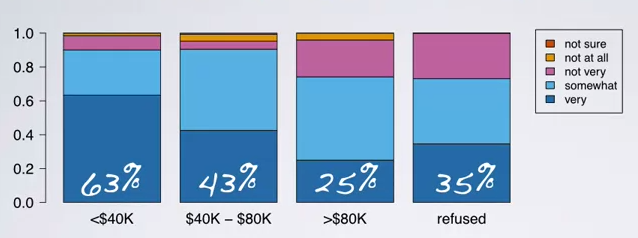 1.0
0.8
0.6
0.4
0.2
0.0
63% 43% 25% 35%
<$40K $40K – $80K >$80K refused
not sure
not at all
not very
somewhat
very